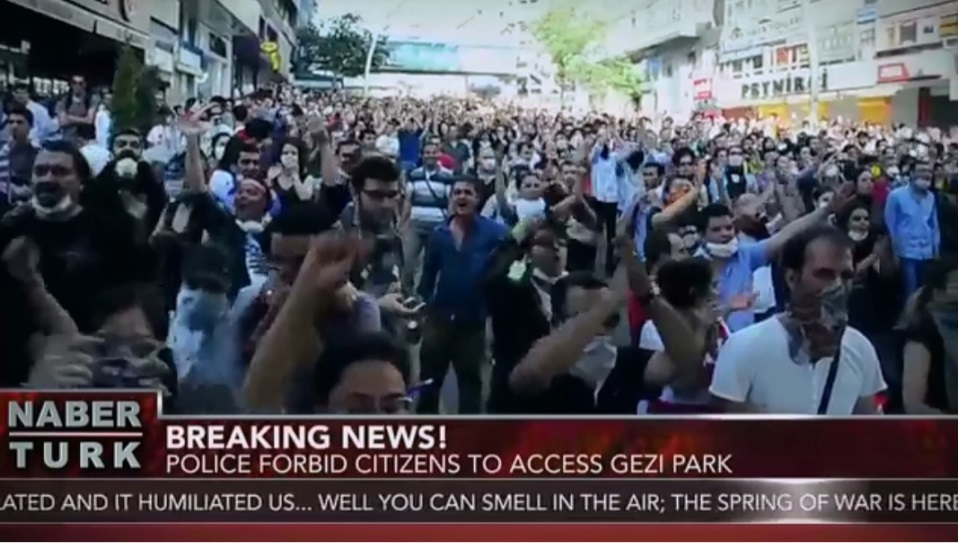 PETMIR
NABER
TURK
BREAKING NEWS!
POLICE FORBID CITIZENS TO ACCESS GEZI PARK
ATED AND IT HUMILIATED US... WELL YOU CAN SMELL IN THE AIR; THE SPRING OF WAR IS HERE